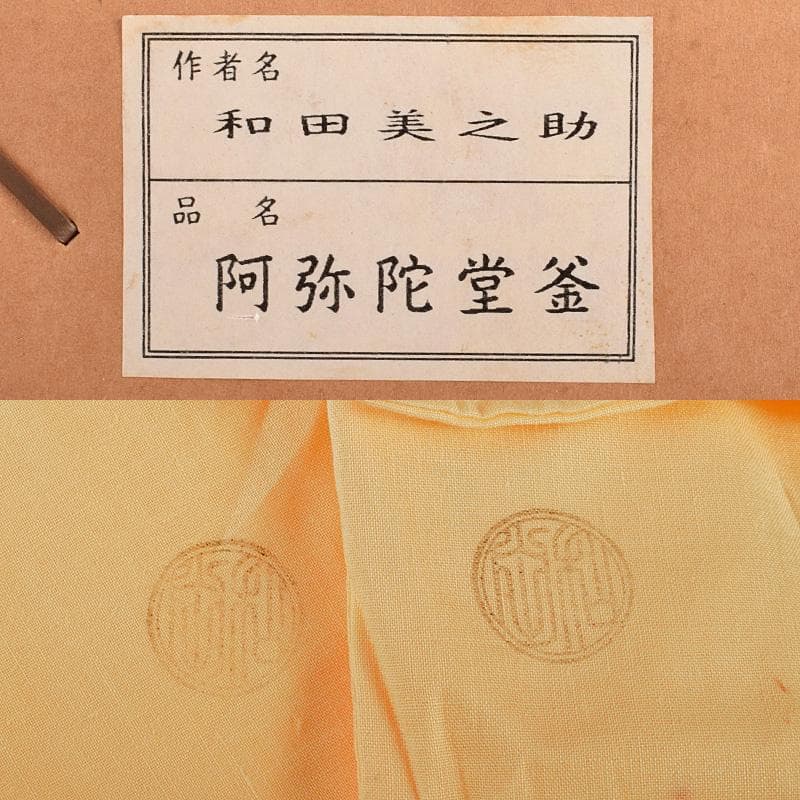 作者名
和田美之助
品　名
阿弥陀堂釜